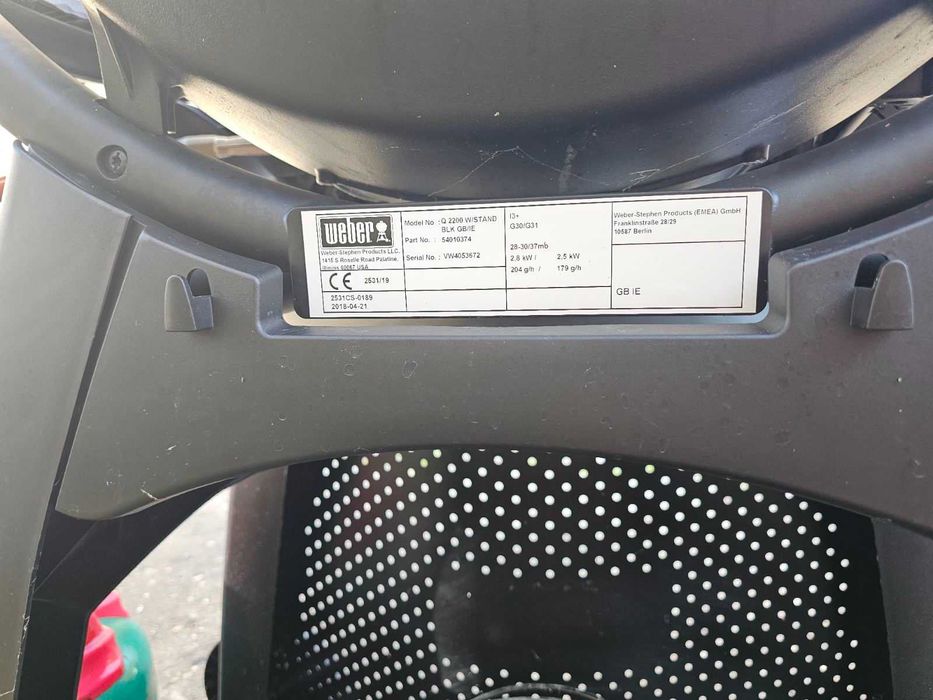 weber
Weber-Stephen Products LLC.
1415 S Roselle Road Palatine.
Illinois 60067 USA
CE 2531/19
2531CS-0189
2018-04-21
Model No : Q 2200 W/STAND
BLK GB/IE
Part No. : 54010374
Serial No. : VW4053672
I3+
G30/G31
28-30/37mb
2.8 kW / 2,5 kW
204 g/h / 179 g/h
Weber-Stephen Products (EMEA) GmbH
Franklinstraße 28/29
10587 Berlin
GB IE